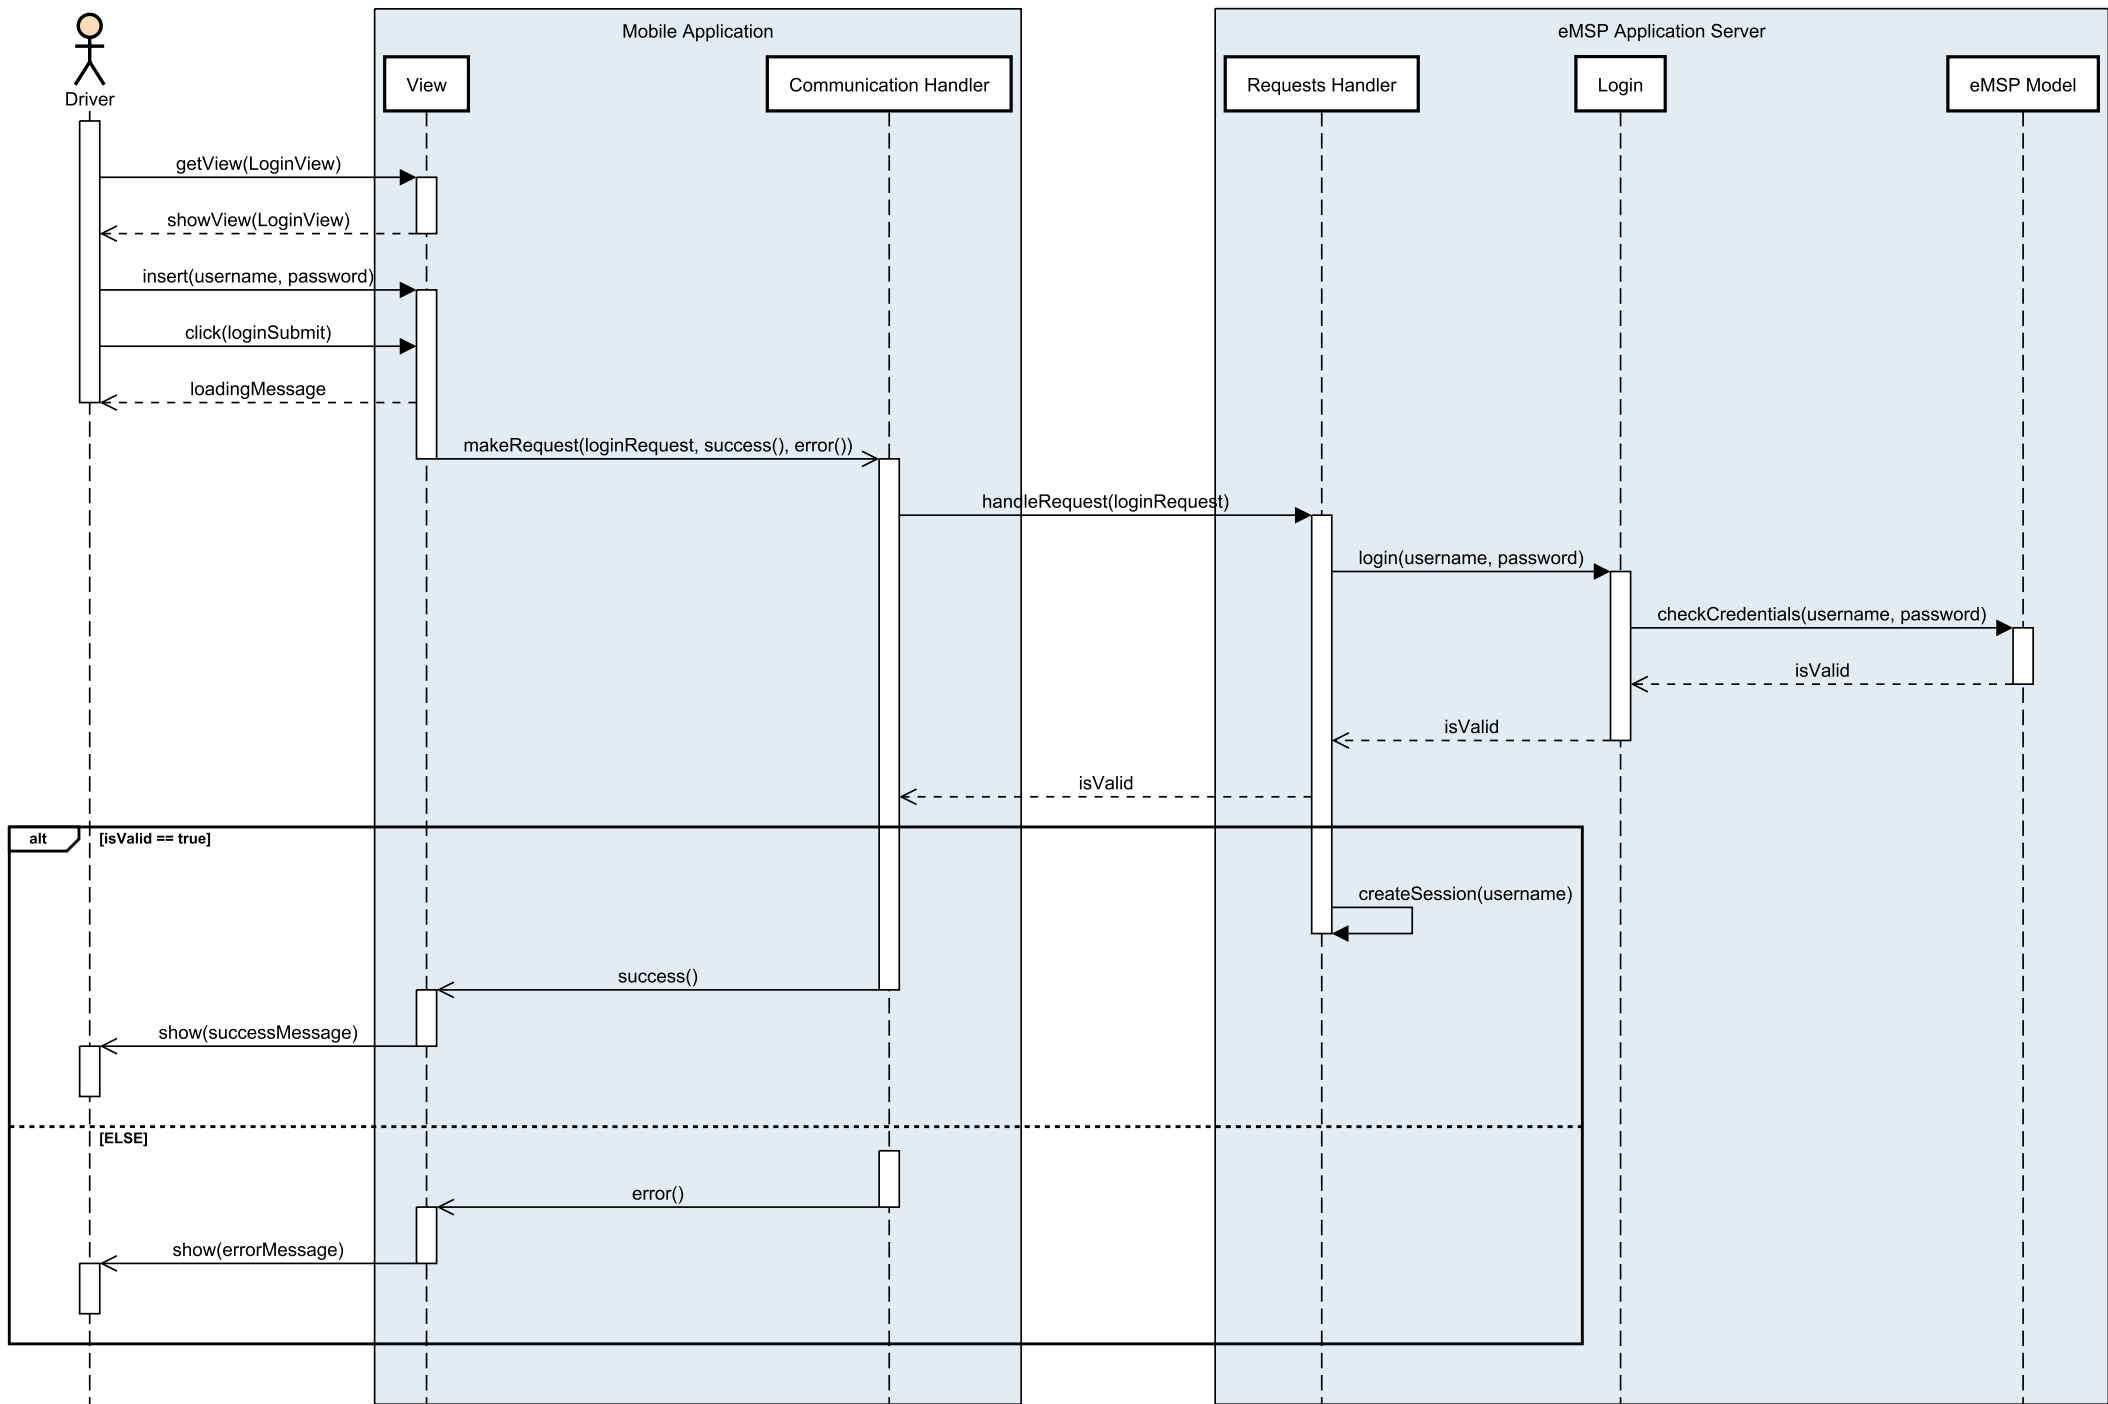 Mobile Application
eMSP Application Server
Driver
View
Communication Handler
Requests Handler
Login
eMSP Model
getView(LoginView)
showView(LoginView)
insert(username, password)
click(loginSubmit)
loadingMessage
makeRequest(loginRequest, success(), error())
handleRequest(loginRequest)
login(username, password)
checkCredentials(username, password)
isValid
isValid
isValid
alt
[isValid == true]
createSession(username)
success()
show(successMessage)
[ELSE]
error()
show(errorMessage)